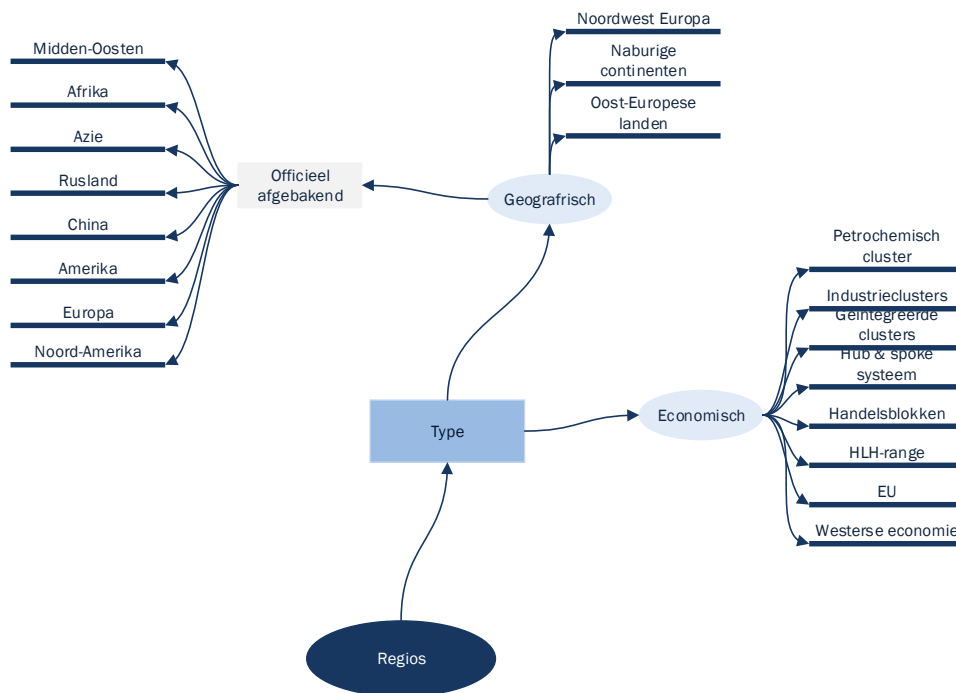 Noordwest Europa
Naburige
continenten
Oost-Europese
landen
Midden-Oosten
Afrika
Azie
Rusland
China
Amerika
Europa
Noord-Amerika
Officieel
afgebakend
Geografrisch
Petrochemisch
cluster
Industrieclusters
Geïntegreerde
clusters
Hub & spoke
systeem
Handelsblokken
HLH-range
EU
Westerse economie
Economisch
Type
Regios